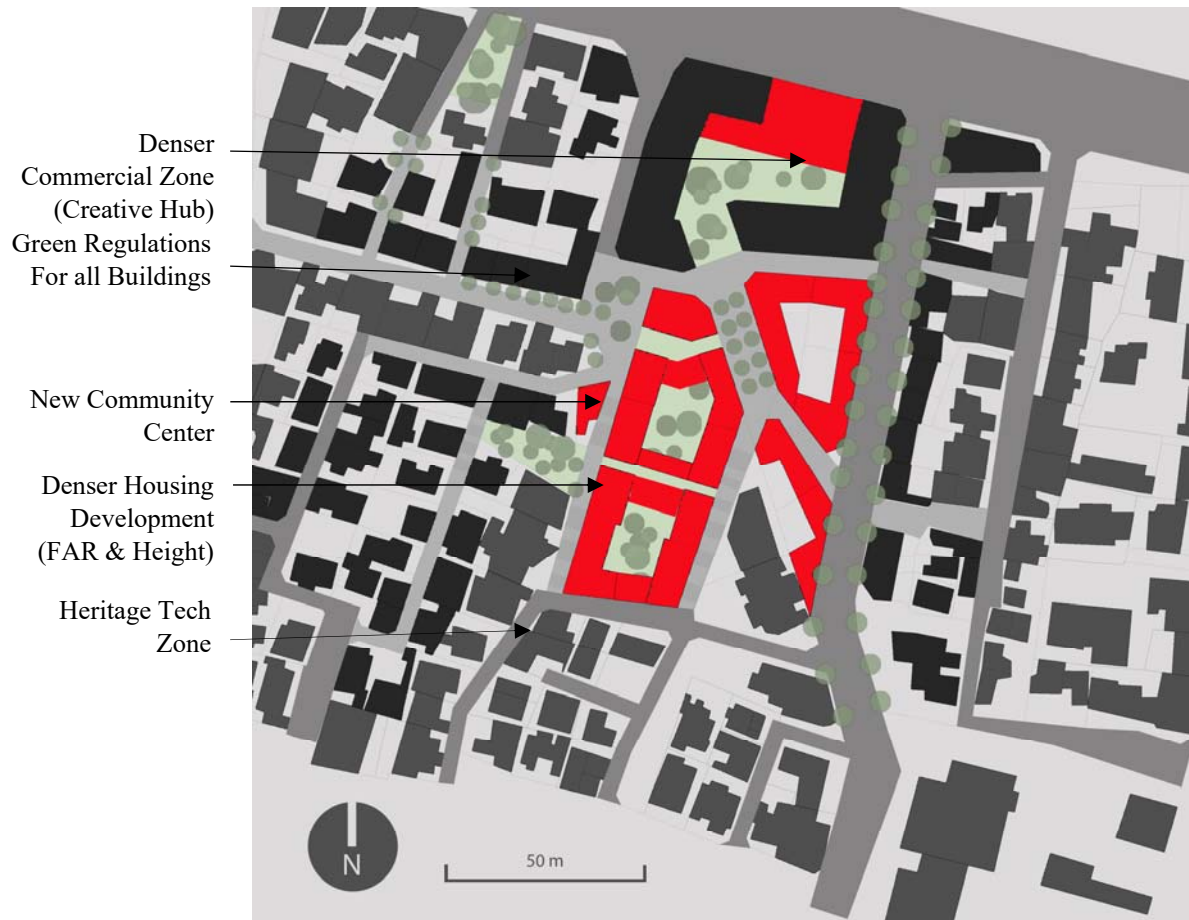 Denser
Commercial Zone
(Creative Hub)
Green Regulations
For all Buildings
New Community
Center
Denser Housing
Development
(FAR & Height)
Heritage Tech
Zone
N
50 m